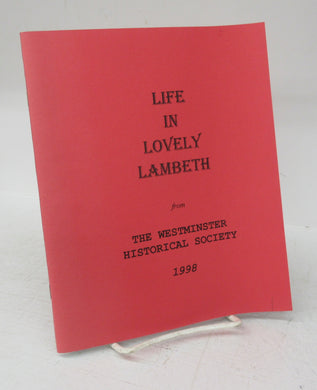 LIFE
IN
LOVELY
LAMBETH
from
THE WESTMINSTER
HISTORICAL SOCIETY
1998